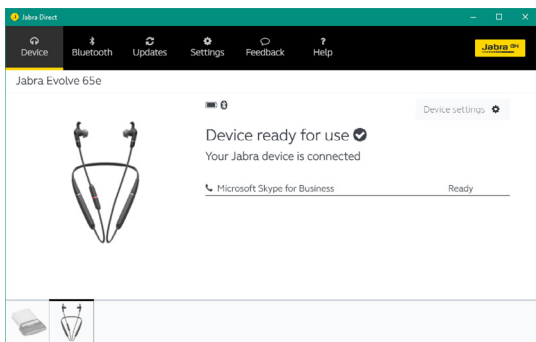 Jabra Direct
Device Bluetooth Updates Settings Feedback Help
Jabra GN
Jabra Evolve 65e
Device settings
Device ready for use
Your Jabra device is connected
Microsoft Skype for Business Ready